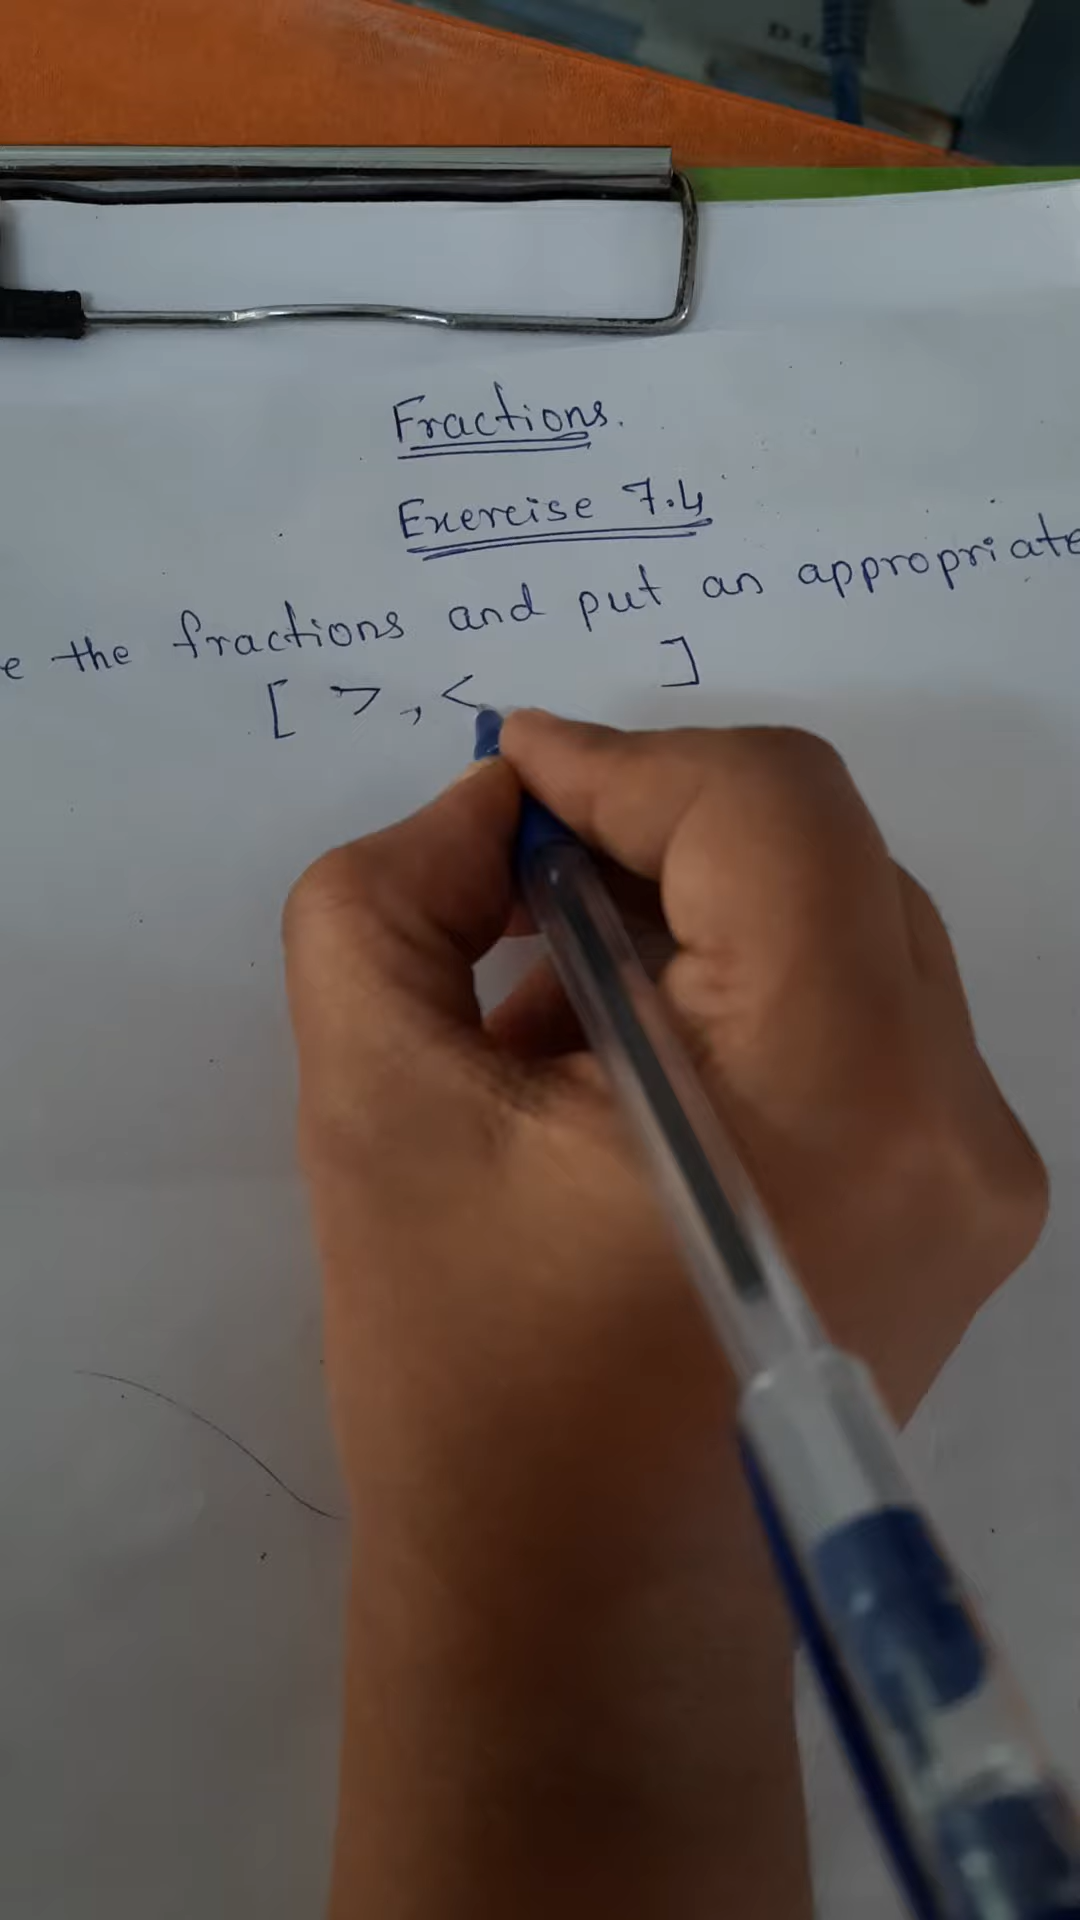 Fractions.
Exercise 7.4
e the fractions and put an appropriate
[ >, < ]